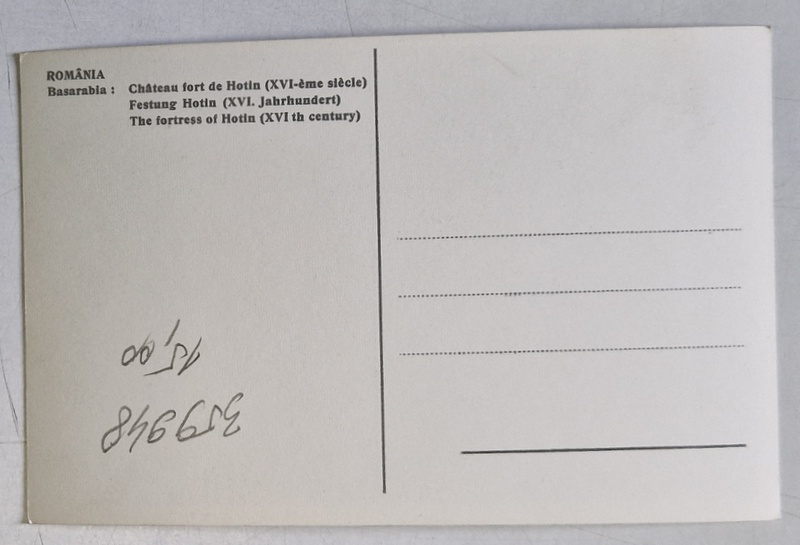 ROMÂNIA
Basarabia : Château fort de Hotin (XVI-ème siècle)
Festung Hotin (XVI. Jahrhundert)
The fortress of Hotin (XVI th century)
359948
15,00